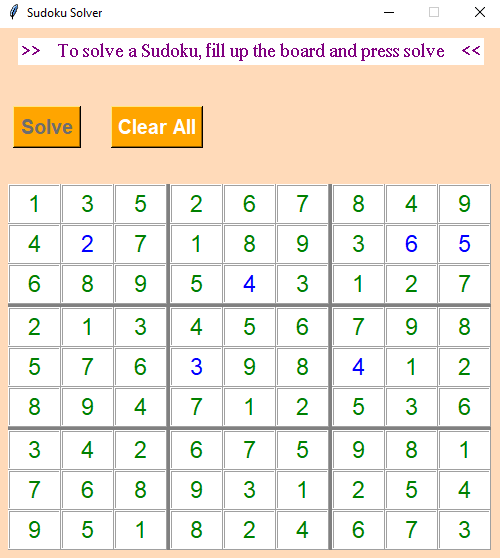 Sudoku Solver
>> To solve a Sudoku, fill up the board and press solve <<
Solve Clear All
1 3 5 2 6 7 8 4 9
4 2 7 1 8 9 3 6 5
6 8 9 5 4 3 1 2 7
2 1 3 4 5 6 7 9 8
5 7 6 3 9 8 4 1 2
8 9 4 7 1 2 5 3 6
3 4 2 6 7 5 9 8 1
7 6 8 9 3 1 2 5 4
9 5 1 8 2 4 6 7 3